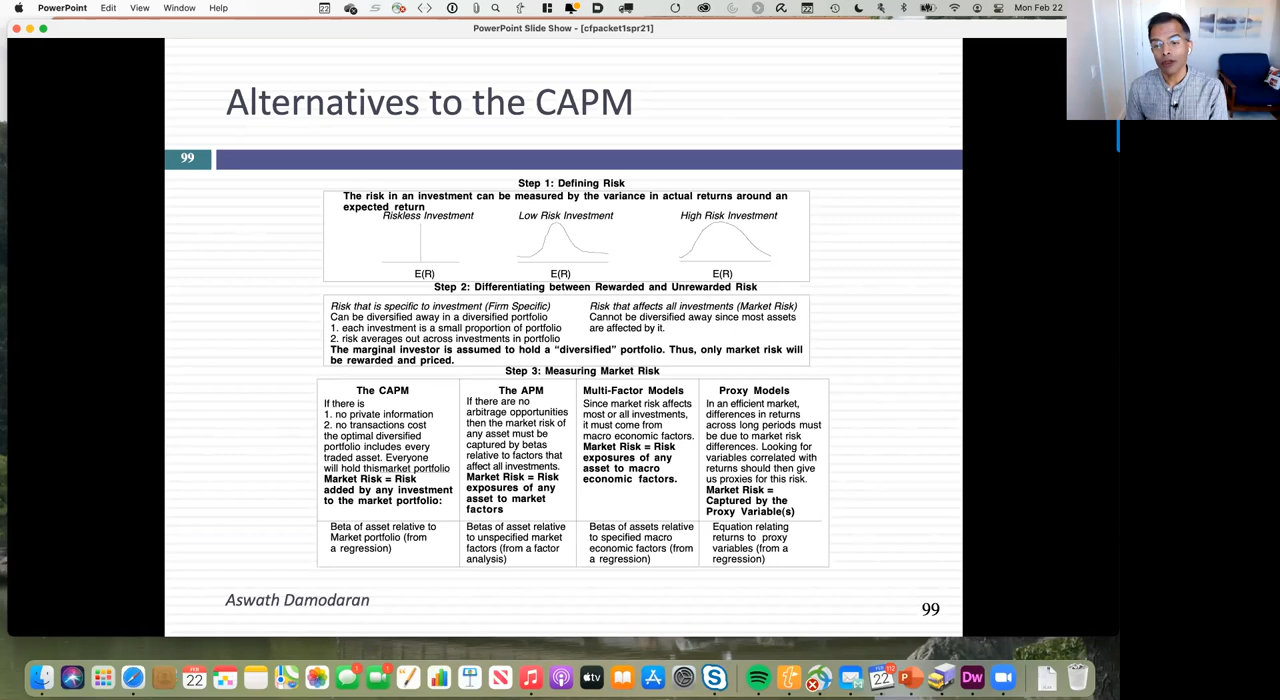 PowerPoint Edit View Window Help
Mon Feb 22
PowerPoint Slide Show - [cfpacket1spr21]
Alternatives to the CAPM
99
Step 1: Defining Risk
The risk in an investment can be measured by the variance in actual returns around an
expected return
Riskless Investment Low Risk Investment High Risk Investment
E(R) E(R) E(R)
Step 2: Differentiating between Rewarded and Unrewarded Risk
Risk that is specific to investment (Firm Specific)
Can be diversified away in a diversified portfolio
1. each investment is a small proportion of portfolio
2. risk averages out across investments in portfolio
Risk that affects all investments (Market Risk)
Cannot be diversified away since most assets
are affected by it.
The marginal investor is assumed to hold a “diversified” portfolio. Thus, only market risk will
be rewarded and priced.
Step 3: Measuring Market Risk
The CAPM
If there is
1. no private information
2. no transactions cost
the optimal diversified
portfolio includes every
traded asset. Everyone
will hold thismarket portfolio
Market Risk = Risk
added by any investment
to the market portfolio:
The APM
If there are no
arbitrage opportunities
then the market risk of
any asset must be
captured by betas
relative to factors that
affect all investments.
Market Risk = Risk
exposures of any
asset to market
factors
Multi-Factor Models
Since market risk affects
most or all investments,
it must come from
macro economic factors.
Market Risk = Risk
exposures of any
asset to macro
economic factors.
Proxy Models
In an efficient market,
differences in returns
across long periods must
be due to market risk
differences. Looking for
variables correlated with
returns should then give
us proxies for this risk.
Market Risk =
Captured by the
Proxy Variable(s)
Beta of asset relative to
Market portfolio (from
a regression)
Betas of asset relative
to unspecified market
factors (from a factor
analysis)
Betas of assets relative
to specified macro
economic factors (from
a regression)
Equation relating
returns to proxy
variables (from a
regression)
Aswath Damodaran
99
FEB
22
tv
22
Dw